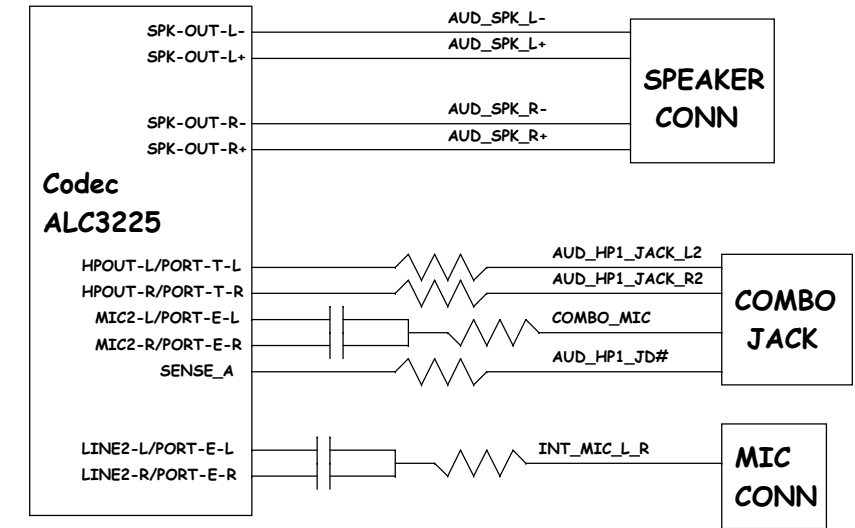 SPK-OUT-L-
AUD_SPK_L-
SPK-OUT-L+
AUD_SPK_L+
SPEAKER
CONN
SPK-OUT-R-
AUD_SPK_R-
SPK-OUT-R+
AUD_SPK_R+
Codec
ALC3225
HPOUT-L/PORT-T-L
AUD_HP1_JACK_L2
HPOUT-R/PORT-T-R
AUD_HP1_JACK_R2
MIC2-L/PORT-E-L
COMBO_MIC
MIC2-R/PORT-E-R
COMBO
JACK
SENSE_A
AUD_HP1_JD#
LINE2-L/PORT-E-L
INT_MIC_L_R
LINE2-R/PORT-E-R
MIC
CONN